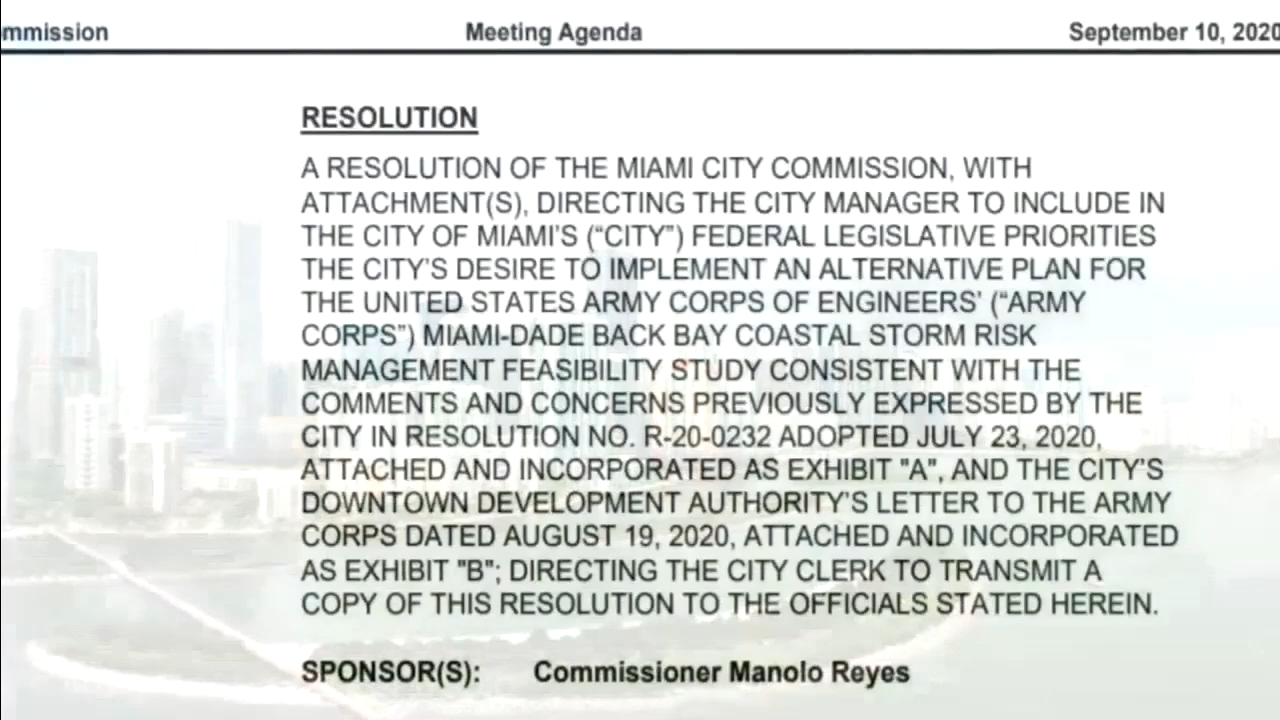 mmission Meeting Agenda September 10, 2020
RESOLUTION
A RESOLUTION OF THE MIAMI CITY COMMISSION, WITH
ATTACHMENT(S), DIRECTING THE CITY MANAGER TO INCLUDE IN
THE CITY OF MIAMI'S (“CITY”) FEDERAL LEGISLATIVE PRIORITIES
THE CITY'S DESIRE TO IMPLEMENT AN ALTERNATIVE PLAN FOR
THE UNITED STATES ARMY CORPS OF ENGINEERS' (“ARMY
CORPS”) MIAMI-DADE BACK BAY COASTAL STORM RISK
MANAGEMENT FEASIBILITY STUDY CONSISTENT WITH THE
COMMENTS AND CONCERNS PREVIOUSLY EXPRESSED BY THE
CITY IN RESOLUTION NO. R-20-0232 ADOPTED JULY 23, 2020,
ATTACHED AND INCORPORATED AS EXHIBIT "A", AND THE CITY'S
DOWNTOWN DEVELOPMENT AUTHORITY'S LETTER TO THE ARMY
CORPS DATED AUGUST 19, 2020, ATTACHED AND INCORPORATED
AS EXHIBIT "B"; DIRECTING THE CITY CLERK TO TRANSMIT A
COPY OF THIS RESOLUTION TO THE OFFICIALS STATED HEREIN.
SPONSOR(S): Commissioner Manolo Reyes